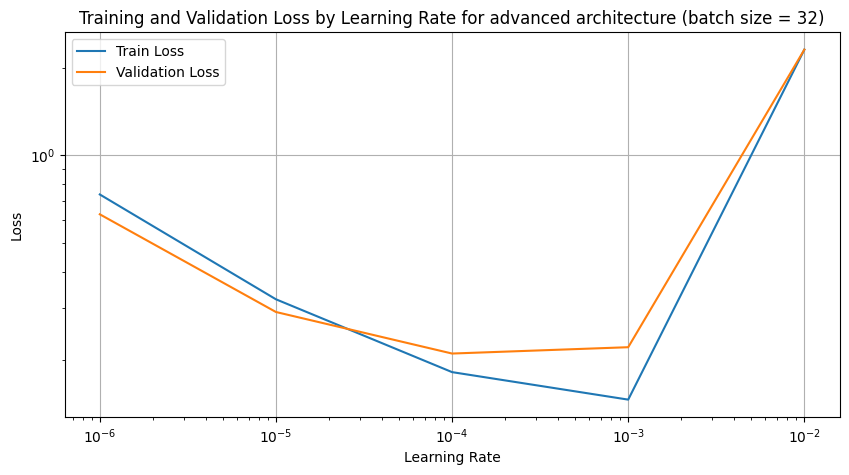 Training and Validation Loss by Learning Rate for advanced architecture (batch size = 32)
Train Loss
Validation Loss
10⁰
Loss
10⁻⁶ 10⁻⁵ 10⁻⁴ 10⁻³ 10⁻²
Learning Rate